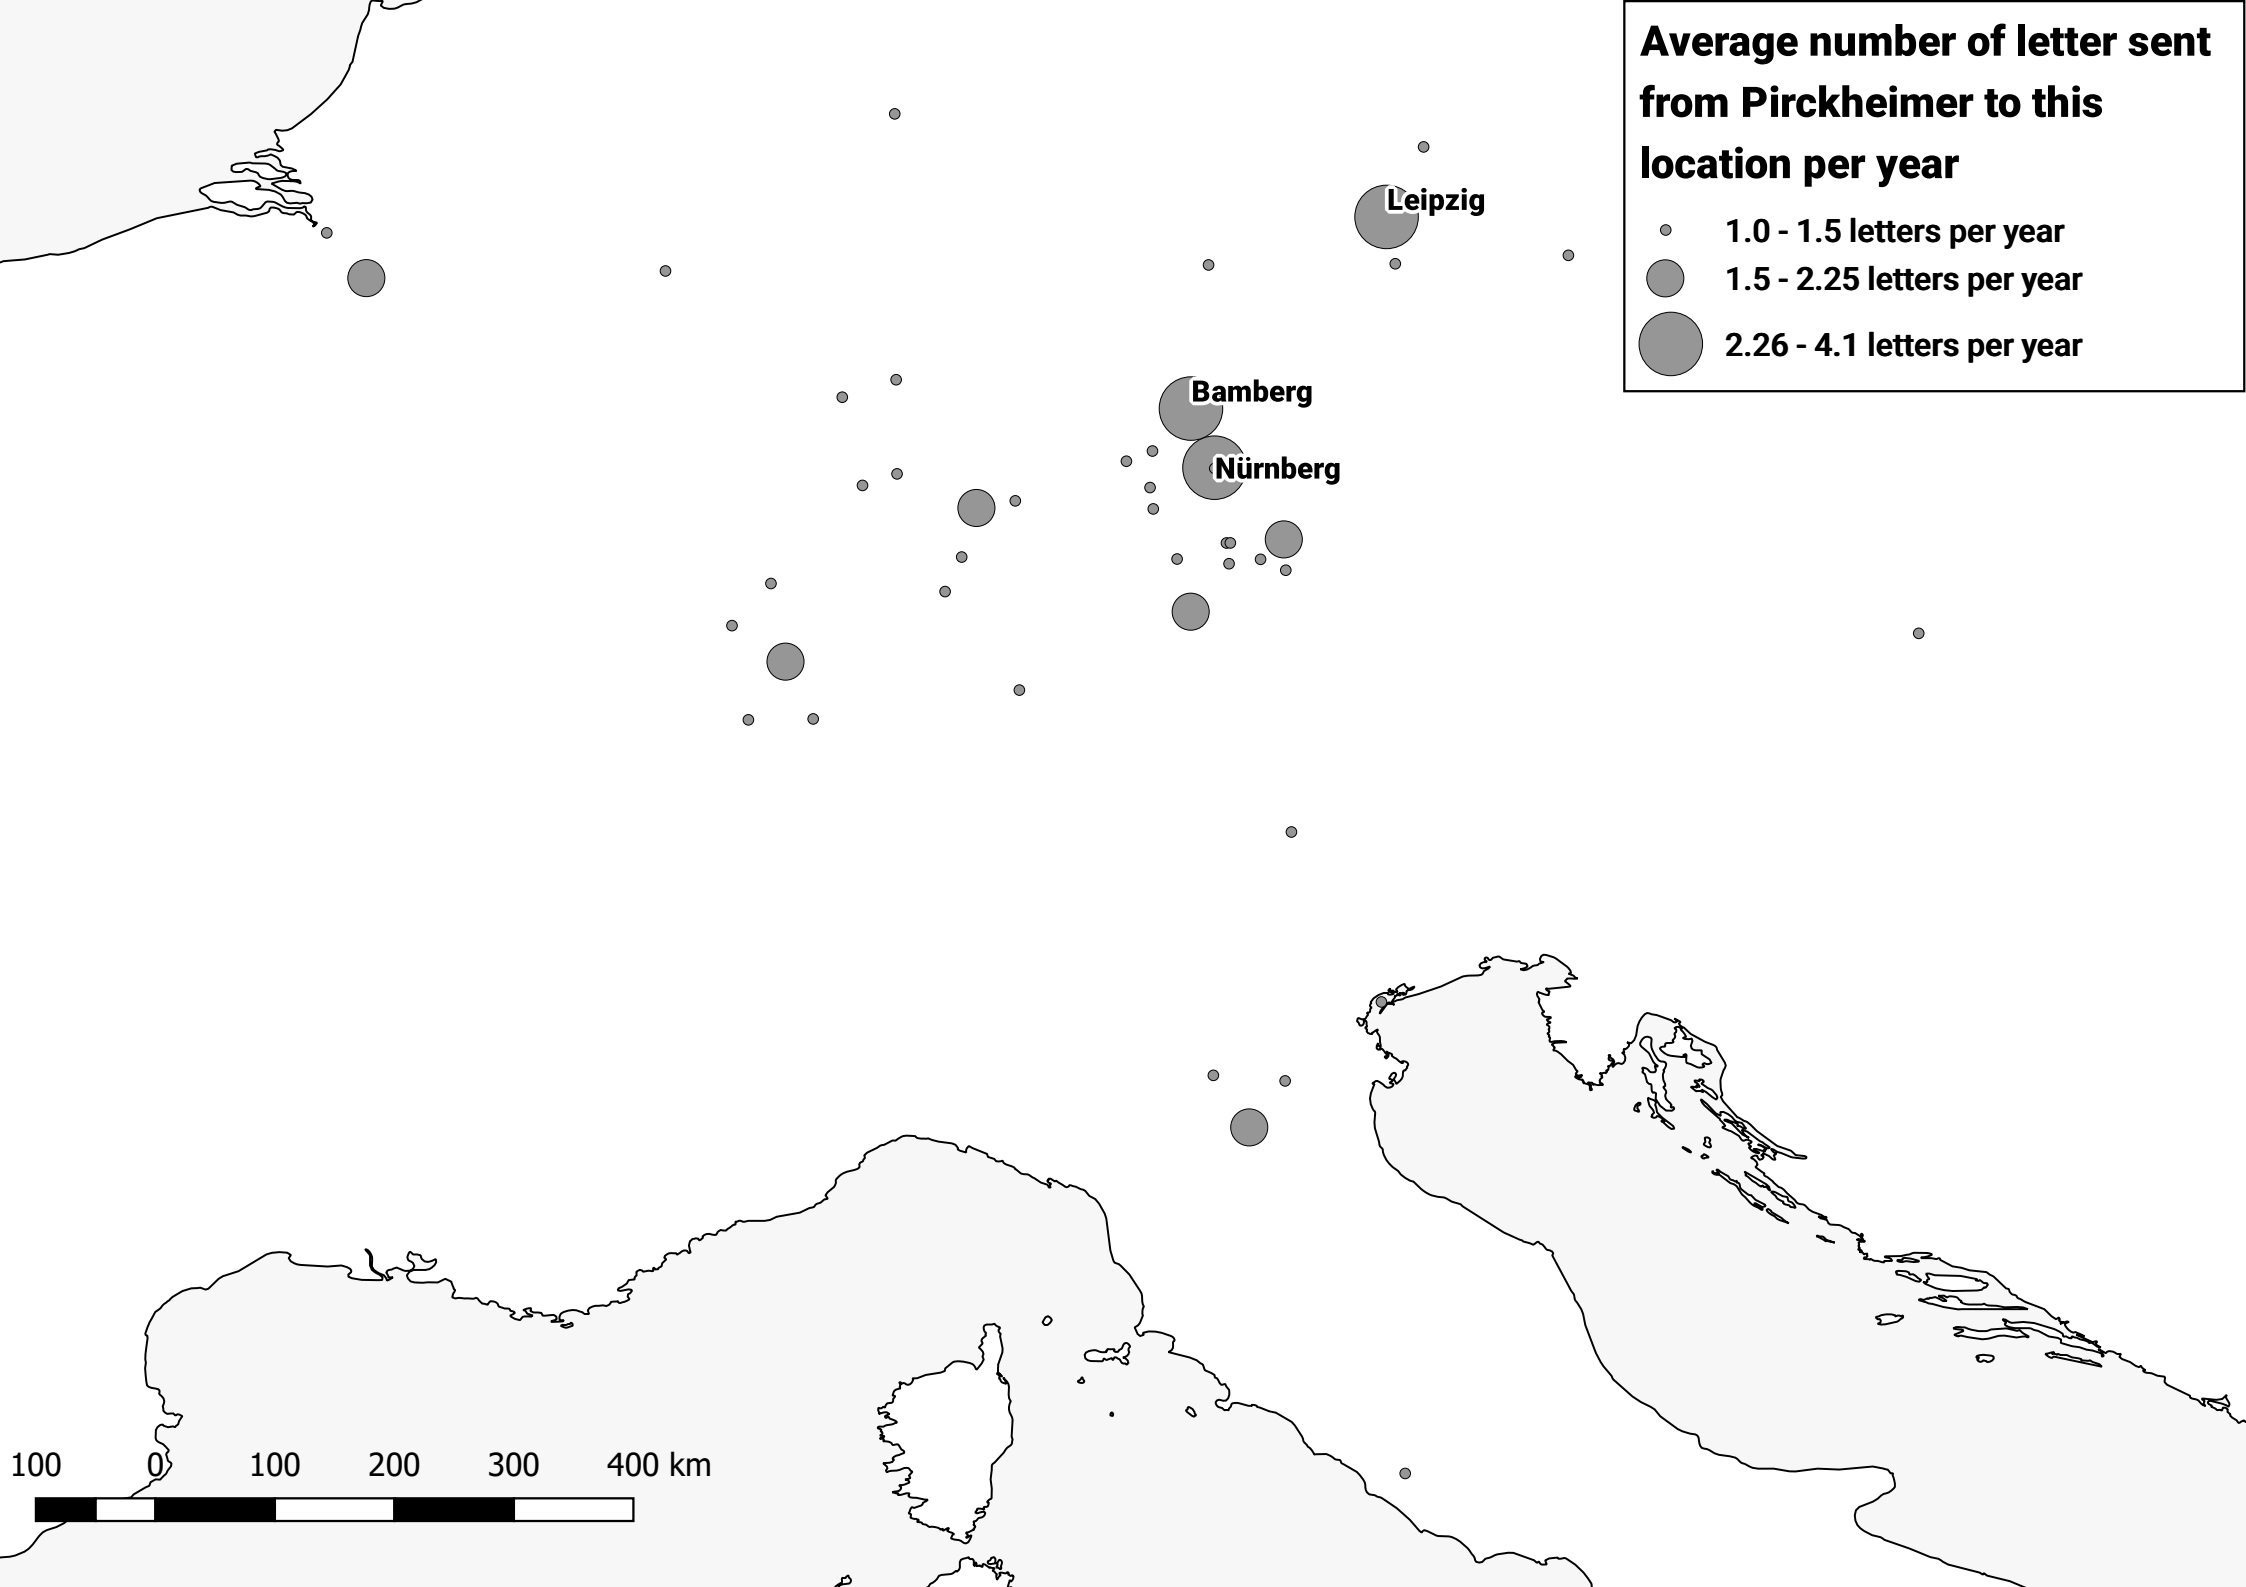 Average number of letter sent
from Pirckheimer to this
location per year
1.0 - 1.5 letters per year
1.5 - 2.25 letters per year
2.26 - 4.1 letters per year
Leipzig
Bamberg
Nürnberg
100 0 100 200 300 400 km